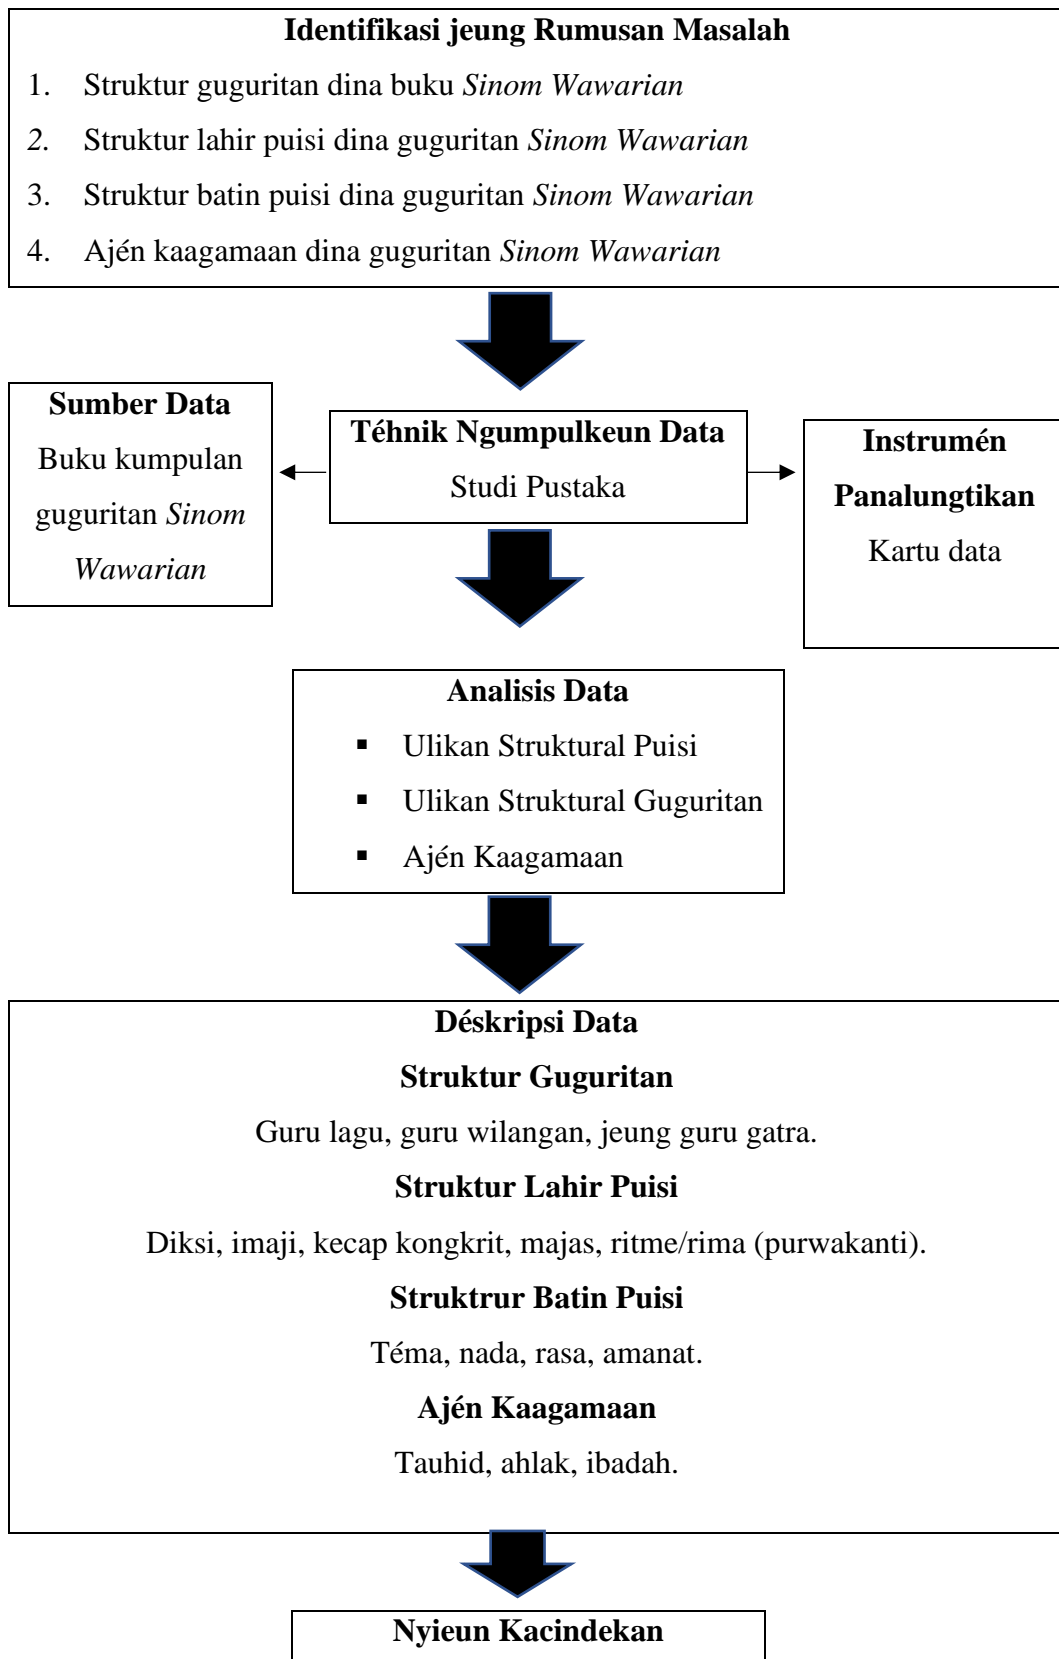 Identifikasi jeung Rumusan Masalah
1. Struktur guguritan dina buku Sinom Wawarian
2. Struktur lahir puisi dina guguritan Sinom Wawarian
3. Struktur batin puisi dina guguritan Sinom Wawarian
4. Ajén kaagamaan dina guguritan Sinom Wawarian
Sumber Data
Buku kumpulan
guguritan Sinom
Wawarian
Téhnik Ngumpulkeun Data
Studi Pustaka
Instrumén
Panalungtikan
Kartu data
Analisis Data
▪ Ulikan Struktural Puisi
▪ Ulikan Struktural Guguritan
▪ Ajén Kaagamaan
Déskripsi Data
Struktur Guguritan
Guru lagu, guru wilangan, jeung guru gatra.
Struktur Lahir Puisi
Diksi, imaji, kecap kongkrit, majas, ritme/rima (purwakanti).
Struktrur Batin Puisi
Téma, nada, rasa, amanat.
Ajén Kaagamaan
Tauhid, ahlak, ibadah.
Nyieun Kacindekan